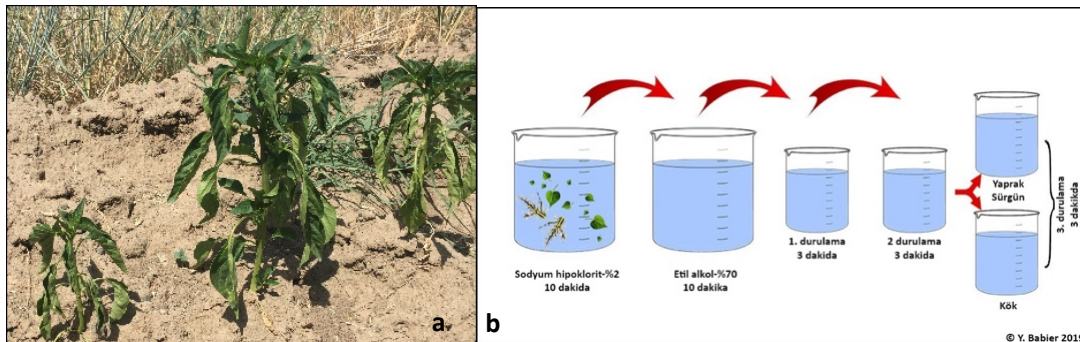 a
b
Sodyum hipoklorit-%2
10 dakida
Etil alkol-%70
10 dakika
1. durulama
3 dakida
2 durulama
3 dakida
Yaprak
Sürgün
Kök
3. durulama
3 dakikda
© Y. Babier 2019